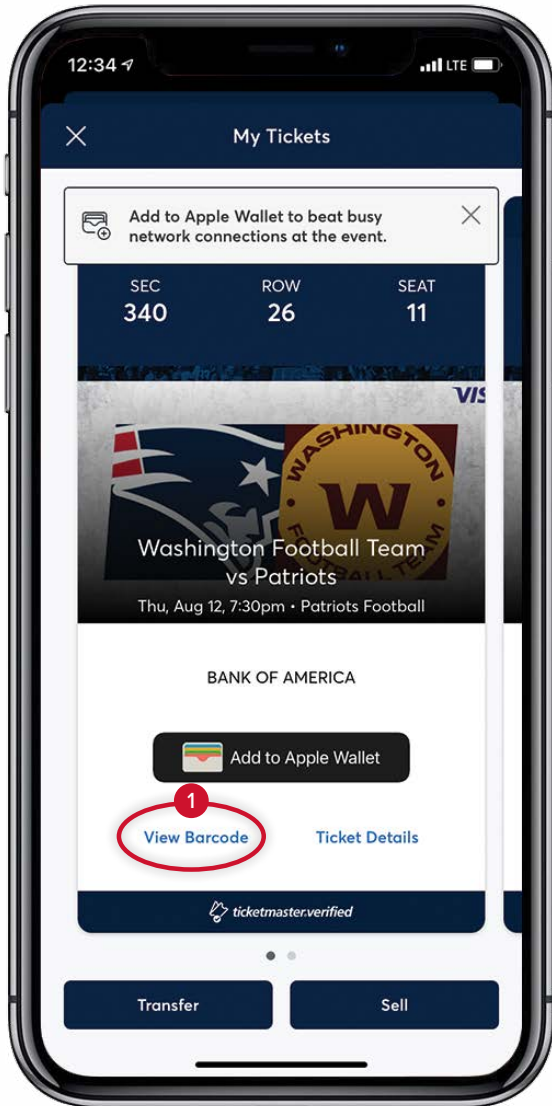 12:34
LTE
My Tickets
Add to Apple Wallet to beat busy
network connections at the event.
SEC ROW SEAT
340 26 11
VIS
WASHINGTON
W
FOOTBALL TEAM
Washington Football Team
vs Patriots
Thu, Aug 12, 7:30pm • Patriots Football
BANK OF AMERICA
Add to Apple Wallet
1
View Barcode Ticket Details
ticketmaster.verified
Transfer Sell